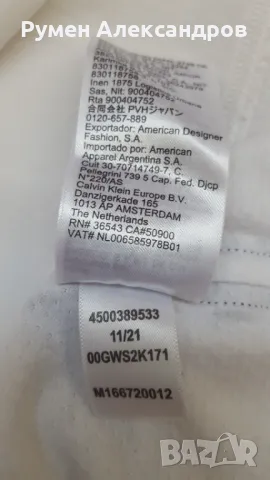 Румен Александров
Inen 1875
Sas, Nit: 90040
Rta 900404752
合同会社 PVHジャパン
0120-657-889
Exportador: American Designer
Fashion, S.A.
Importado por: American
Apparel Argentina S.A.
Cuit 30-70714749-7, C.
Pellegrini 739 5 Cap. Fed. Djcp
N°220/AS
Calvin Klein Europe B.V.
Danzigerkade 165
1013 AP AMSTERDAM
The Netherlands
RN# 36543 CA#50900
VAT# NL006585978B01
4500389533
11/21
00GWS2K171
M166720012
bazar